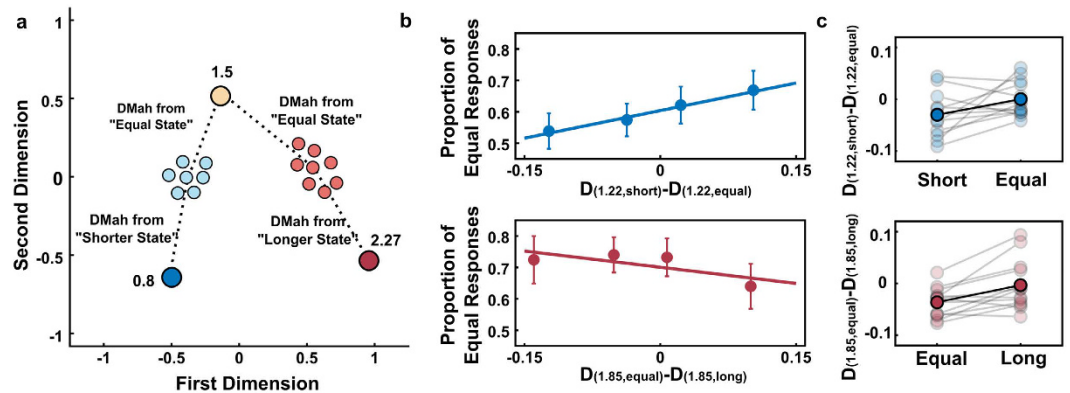 a
1
0.5
0
-0.5
-1
Second Dimension
-1
-0.5
0
0.5
1
First Dimension
1.5
DMah from
"Equal State"
DMah from
"Equal State"
DMah from
"Shorter State"
DMah from
"Longer State"
0.8
2.27
b
Proportion of
Equal Responses
0.8
0.7
0.6
0.5
-0.15
0
0.15
D(1.22,short)-D(1.22,equal)
Proportion of
Equal Responses
0.8
0.7
0.6
0.5
-0.15
0
0.15
D(1.85,equal)-D(1.85,long)
c
D(1.22,short)-D(1.22,equal)
0.1
0
-0.1
Short
Equal
D(1.85,equal)-D(1.85,long)
0.1
0
-0.1
Equal
Long